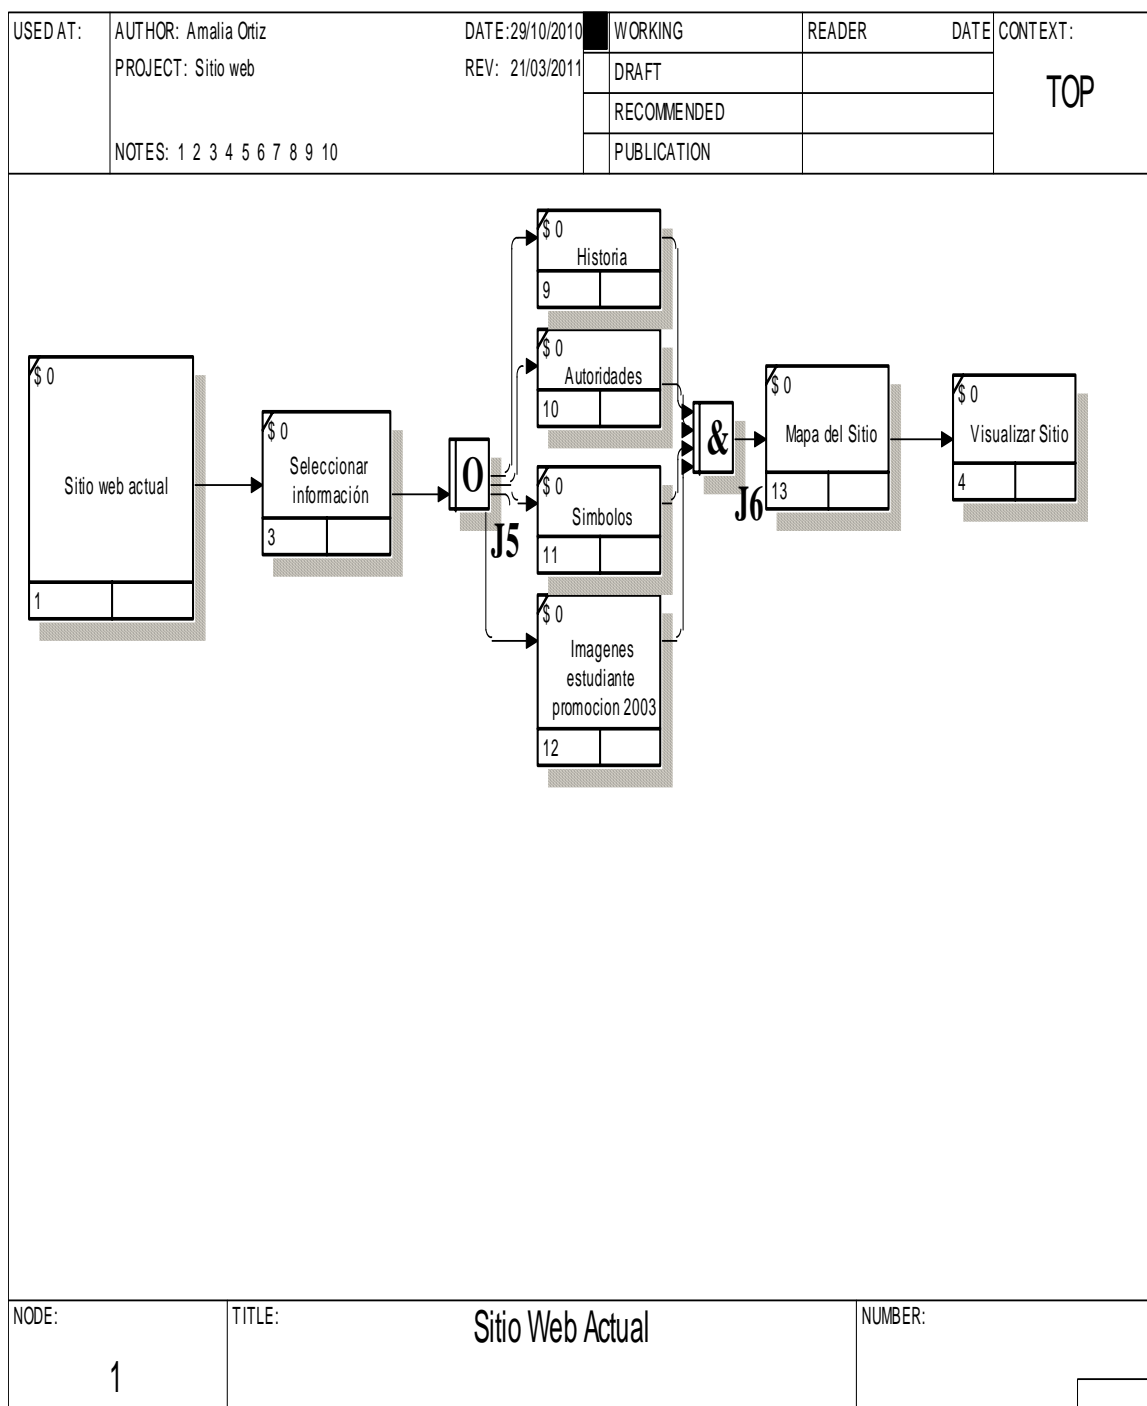 USED AT:
AUTHOR: Amalia Ortiz
DATE: 29/10/2010
PROJECT: Sitio web
REV: 21/03/2011
NOTES: 1 2 3 4 5 6 7 8 9 10
WORKING
DRAFT
RECOMMENDED
PUBLICATION
READER
DATE
CONTEXT:
TOP
$ 0
Sitio web actual
1
$ 0
Seleccionar
información
3
O
J5
$ 0
Historia
9
$ 0
Autoridades
10
$ 0
Simbolos
11
$ 0
Imagenes
estudiante
promocion 2003
12
&
J6
$ 0
Mapa del Sitio
13
$ 0
Visualizar Sitio
4
NODE:
1
TITLE:
Sitio Web Actual
NUMBER: